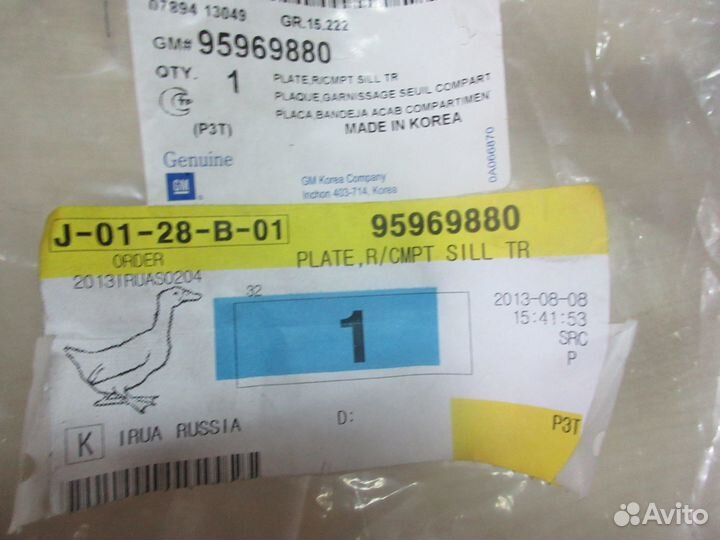 07894 13049 GR.15.222
GM# 95969880
QTY. 1
PLATE,R/CMPT SILL TR
PLAQUE,GARNISSAGE SEUIL COMPART
PLACA,BANDEJA ACAB COMPARTIMEN
MADE IN KOREA
(P3T)
Genuine
GM
GM Korea Company
Inchon 403-714, Korea
0A066870
J-01-28-B-01
95969880
ORDER
PLATE,R/CMPT SILL TR
2013IRUAS0204
32
1
2013-08-08
15:41:53
SRC
P
K IRUA RUSSIA
D:
P3T
Avito